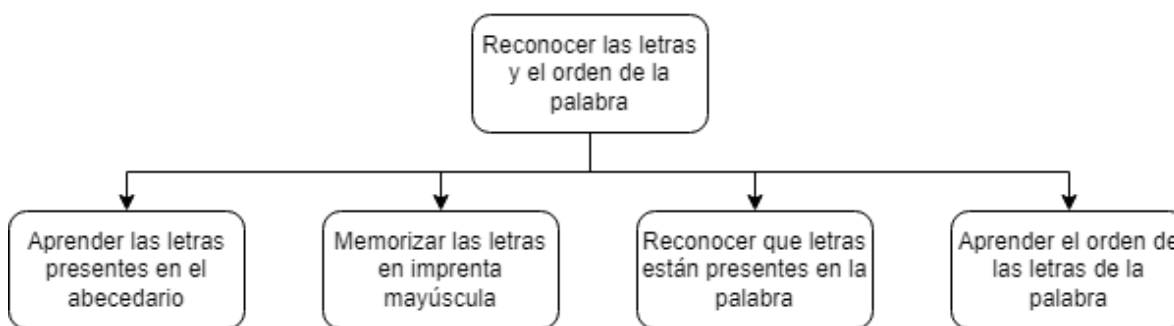 Reconocer las letras
y el orden de la
palabra
Aprender las letras
presentes en el
abecedario
Memorizar las letras
en imprenta
mayúscula
Reconocer que letras
están presentes en la
palabra
Aprender el orden de
las letras de la
palabra